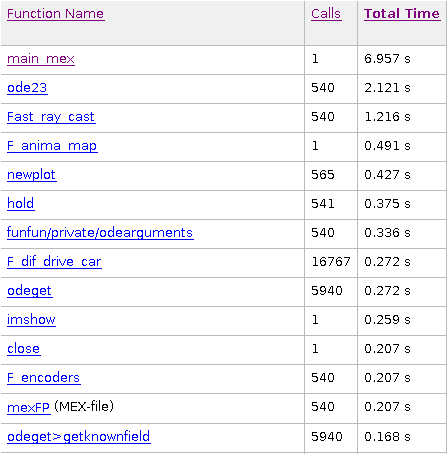 Function Name Calls Total Time
main_mex 1 6.957 s
ode23 540 2.121 s
Fast_ray_cast 540 1.216 s
F_anima_map 1 0.491 s
newplot 565 0.427 s
hold 541 0.375 s
funfun/private/odearguments 540 0.336 s
F_dif_drive_car 16767 0.272 s
odeget 5940 0.272 s
imshow 1 0.259 s
close 1 0.207 s
F_encoders 540 0.207 s
mexFP (MEX-file) 540 0.207 s
odeget>getknownfield 5940 0.168 s